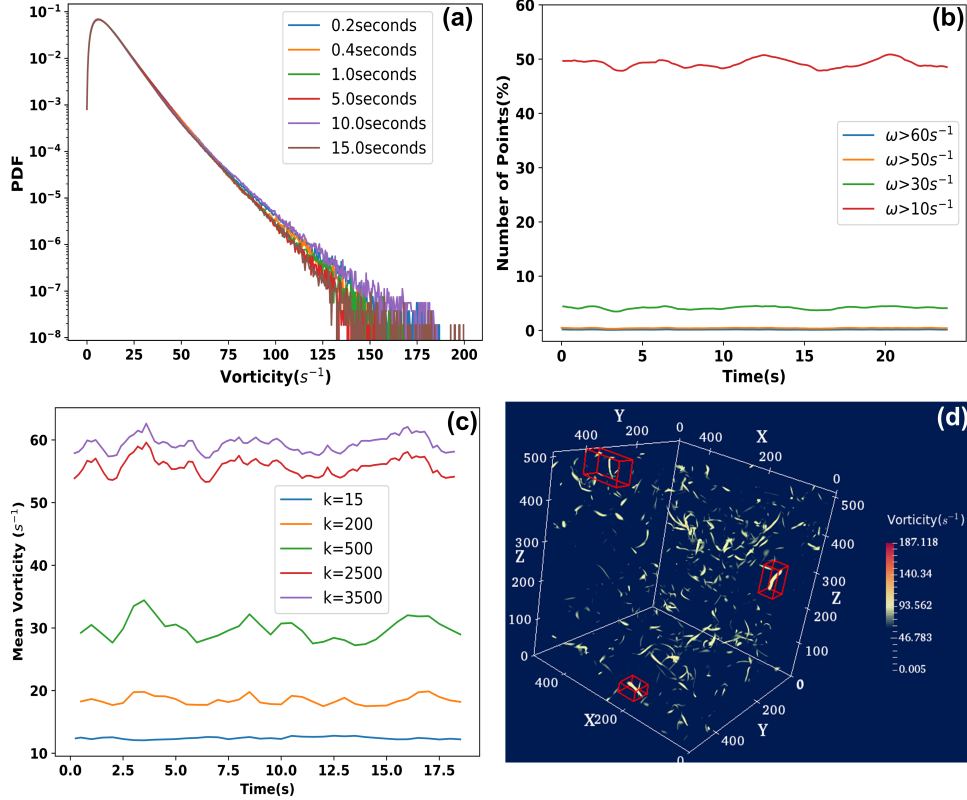 (a)
0.2seconds
0.4seconds
1.0seconds
5.0seconds
10.0seconds
15.0seconds
PDF
10⁻¹
10⁻²
10⁻³
10⁻⁴
10⁻⁵
10⁻⁶
10⁻⁷
10⁻⁸
0 25 50 75 100 125 150 175 200
Vorticity(s⁻¹)
(b)
Number of Points(%)
60
50
40
30
20
10
0
ω>60s⁻¹
ω>50s⁻¹
ω>30s⁻¹
ω>10s⁻¹
0 5 10 15 20
Time(s)
(c)
Mean Vorticity (s⁻¹)
60
50
40
30
20
10
k=15
k=200
k=500
k=2500
k=3500
0.0 2.5 5.0 7.5 10.0 12.5 15.0 17.5
Time(s)
(d)
Y
400 200 0
X
400 200 0
Z
500
400
300
200
100
0
500
400
300
Z
200
100
0
400
X
200
0
Y
400
200
0
Vorticity(s⁻¹)
187.118
140.34
93.562
46.783
0.005